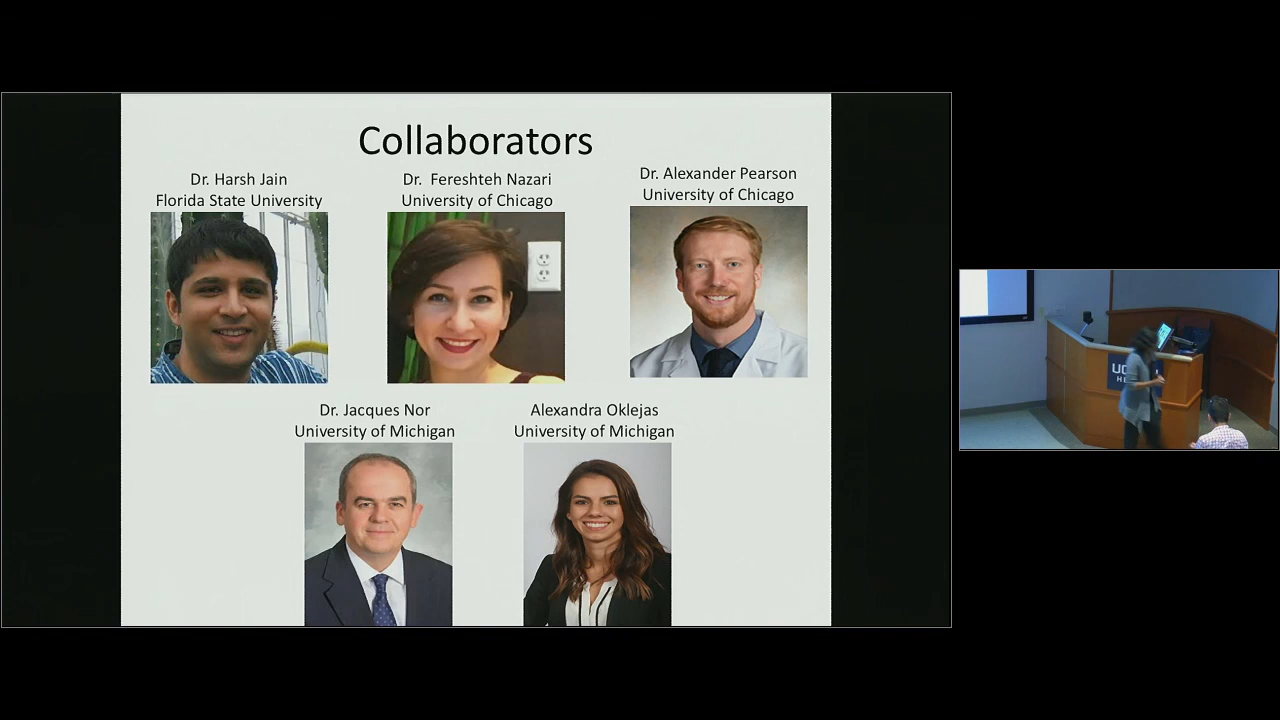 Collaborators
Dr. Harsh Jain
Florida State University
Dr. Fereshteh Nazari
University of Chicago
Dr. Alexander Pearson
University of Chicago
Dr. Jacques Nor
University of Michigan
Alexandra Oklejas
University of Michigan